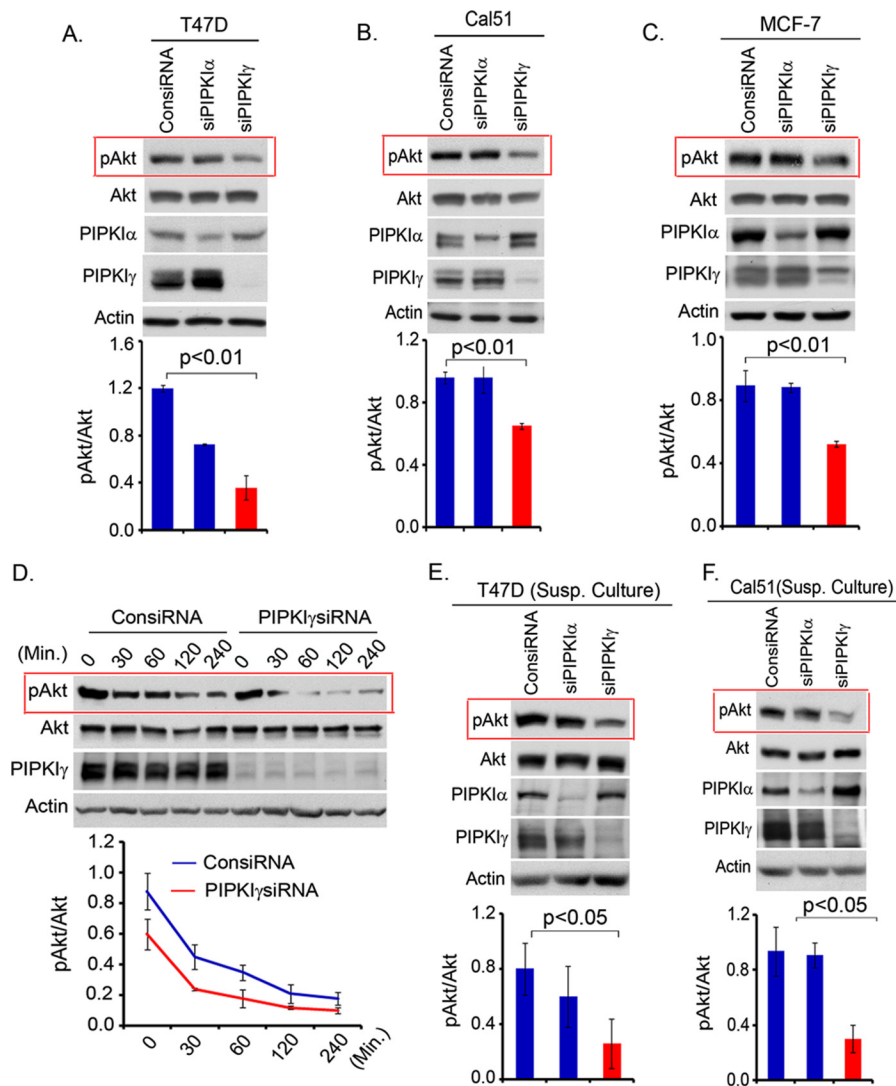 A.
T47D
ConsiRNA
siPIPKIα
siPIPKIγ
pAkt
Akt
PIPKIα
PIPKIγ
Actin
1.6
1.2
0.8
0.4
0.0
pAkt/Akt
p<0.01
B.
Cal51
ConsiRNA
siPIPKIα
siPIPKIγ
pAkt
Akt
PIPKIα
PIPKIγ
Actin
1.2
0.9
0.6
0.3
0.0
pAkt/Akt
p<0.01
C.
MCF-7
ConsiRNA
siPIPKIα
siPIPKIγ
pAkt
Akt
PIPKIα
PIPKIγ
Actin
1.0
0.8
0.6
0.4
0.2
0.0
pAkt/Akt
p<0.01
D.
ConsiRNA PIPKIγsiRNA
(Min.) 0 30 60 120 240 0 30 60 120 240
pAkt
Akt
PIPKIγ
Actin
1.2
1.0
0.8
0.6
0.4
0.2
0.0
pAkt/Akt
ConsiRNA
PIPKIγsiRNA
0 30 60 120 240 (Min.)
E.
T47D (Susp. Culture)
ConsiRNA
siPIPKIα
siPIPKIγ
pAkt
Akt
PIPKIα
PIPKIγ
Actin
1.2
0.8
0.4
0.0
pAkt/Akt
p<0.05
F.
Cal51(Susp. Culture)
ConsiRNA
siPIPKIα
siPIPKIγ
pAkt
Akt
PIPKIα
PIPKIγ
Actin
1.2
0.8
0.4
0.0
pAkt/Akt
p<0.05